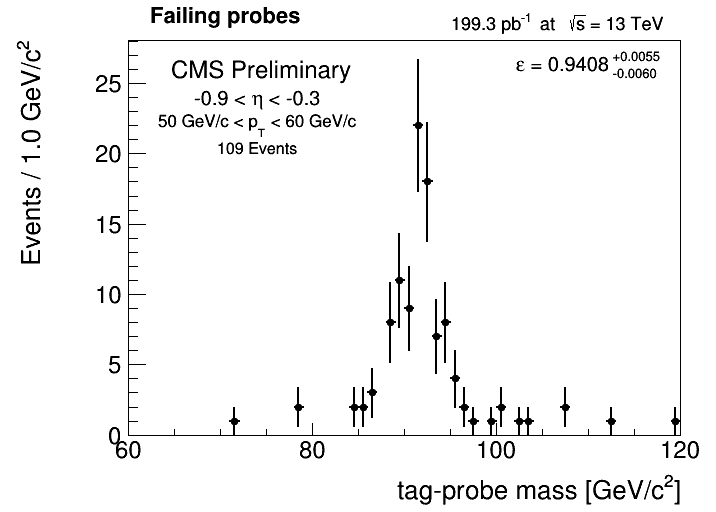 Failing probes
199.3 pb⁻¹ at √s = 13 TeV
CMS Preliminary
-0.9 < η < -0.3
50 GeV/c < p_T < 60 GeV/c
109 Events
ε = 0.9408 +0.0055 -0.0060
Events / 1.0 GeV/c²
25
20
15
10
5
0
60 80 100 120
tag-probe mass [GeV/c²]